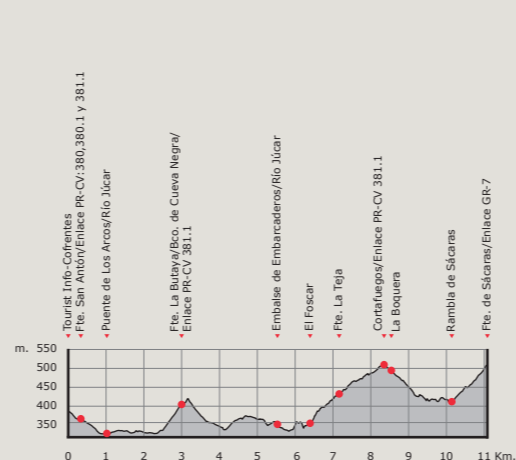 Tourist Info-Cofrentes
Fte. San Antón/Enlace PR-CV:380,380.1 y 381.1
Puente de Los Arcos/Río Júcar
Fte. La Butaya/Bco. de Cueva Negra/
Enlace PR-CV 381.1
Embalse de Embarcaderos/Río Júcar
El Foscar
Fte. La Teja
Cortafuegos/Enlace PR-CV 381.1
La Boquera
Rambla de Sácaras
Fte. de Sácaras/Enlace GR-7
m. 550
500
450
400
350
0 1 2 3 4 5 6 7 8 9 10 11 Km.